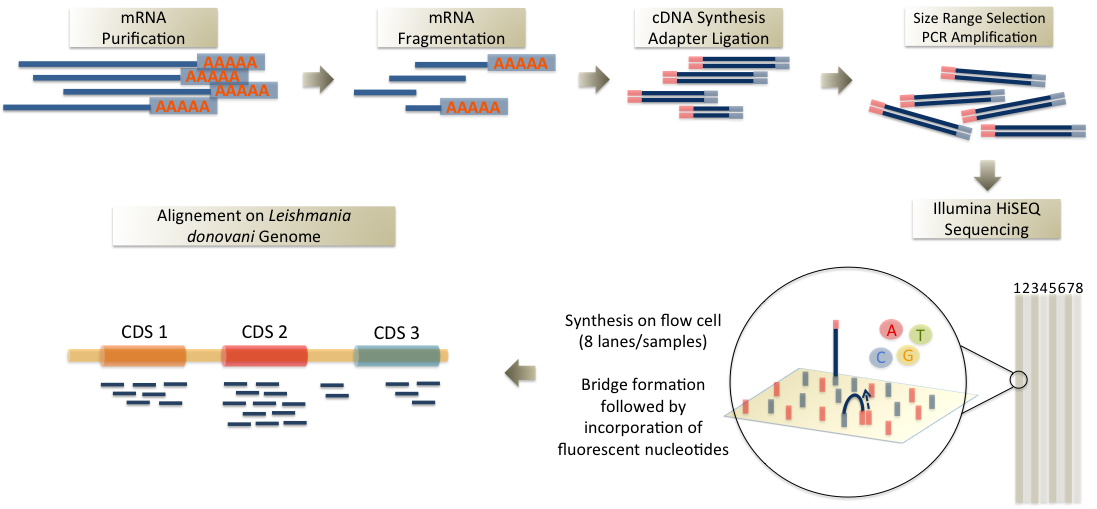 mRNA
Purification
mRNA
Fragmentation
cDNA Synthesis
Adapter Ligation
Size Range Selection
PCR Amplification
AAAAA
AAAAA
AAAAA
AAAAA
AAAAA
AAAAA
Illumina HiSEQ
Sequencing
Alignement on Leishmania
donovani Genome
12345678
CDS 1
CDS 2
CDS 3
Synthesis on flow cell
(8 lanes/samples)
Bridge formation
followed by
incorporation of
fluorescent nucleotides
A
T
C
G